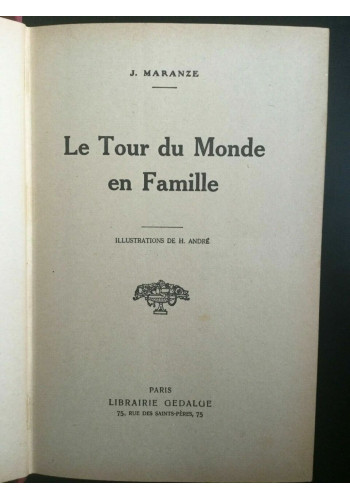 J. MARANZE
Le Tour du Monde
en Famille
ILLUSTRATIONS DE H. ANDRÉ
PARIS
LIBRAIRIE GEDALGE
75, RUE DES SAINTS-PÈRES, 75